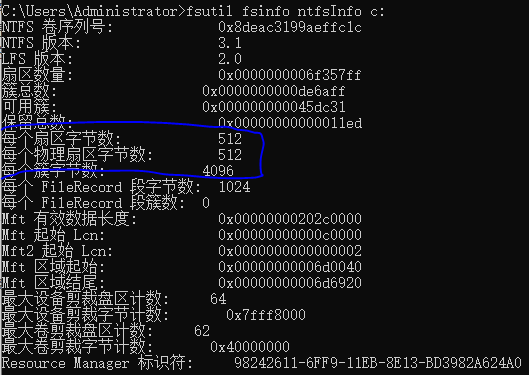 C:\Users\Administrator>fsutil fsinfo ntfsInfo c:
NTFS 卷序列号: 0x8deac3199aeffc1c
NTFS 版本: 3.1
LFS 版本: 2.0
扇区数量: 0x0000000006f357ff
簇总数: 0x0000000000de6aff
可用簇: 0x000000000045dc31
保留总数: 0x00000000000011ed
每个扇区字节数: 512
每个物理扇区字节数: 512
每个簇字节数: 4096
每个 FileRecord 段字节数: 1024
每个 FileRecord 段簇数: 0
Mft 有效数据长度: 0x00000000202c0000
Mft 起始 Lcn: 0x00000000000c0000
Mft2 起始 Lcn: 0x0000000000000002
Mft 区域起始: 0x00000000006d0040
Mft 区域结尾: 0x00000000006d6920
最大设备剪裁盘区计数: 64
最大设备剪裁字节计数: 0x7fff8000
最大卷剪裁盘区计数: 62
最大卷剪裁字节计数: 0x40000000
Resource Manager 标识符: 98242611-6FF9-11EB-8E13-BD3982A624A0